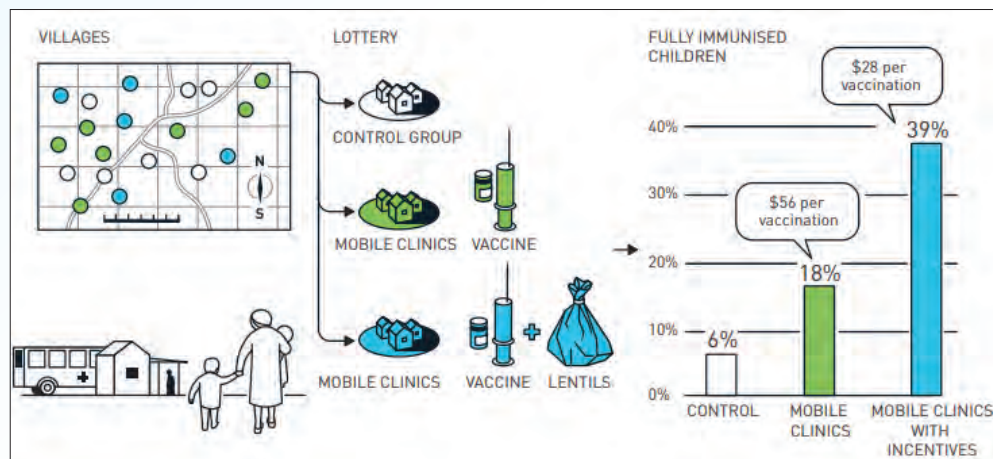 VILLAGES
N
S
LOTTERY
CONTROL GROUP
MOBILE CLINICS
VACCINE
MOBILE CLINICS
VACCINE
LENTILS
FULLY IMMUNISED
CHILDREN
$28 per
vaccination
40%
39%
30%
$56 per
vaccination
20%
18%
10%
6%
0%
CONTROL
MOBILE
CLINICS
MOBILE CLINICS
WITH
INCENTIVES